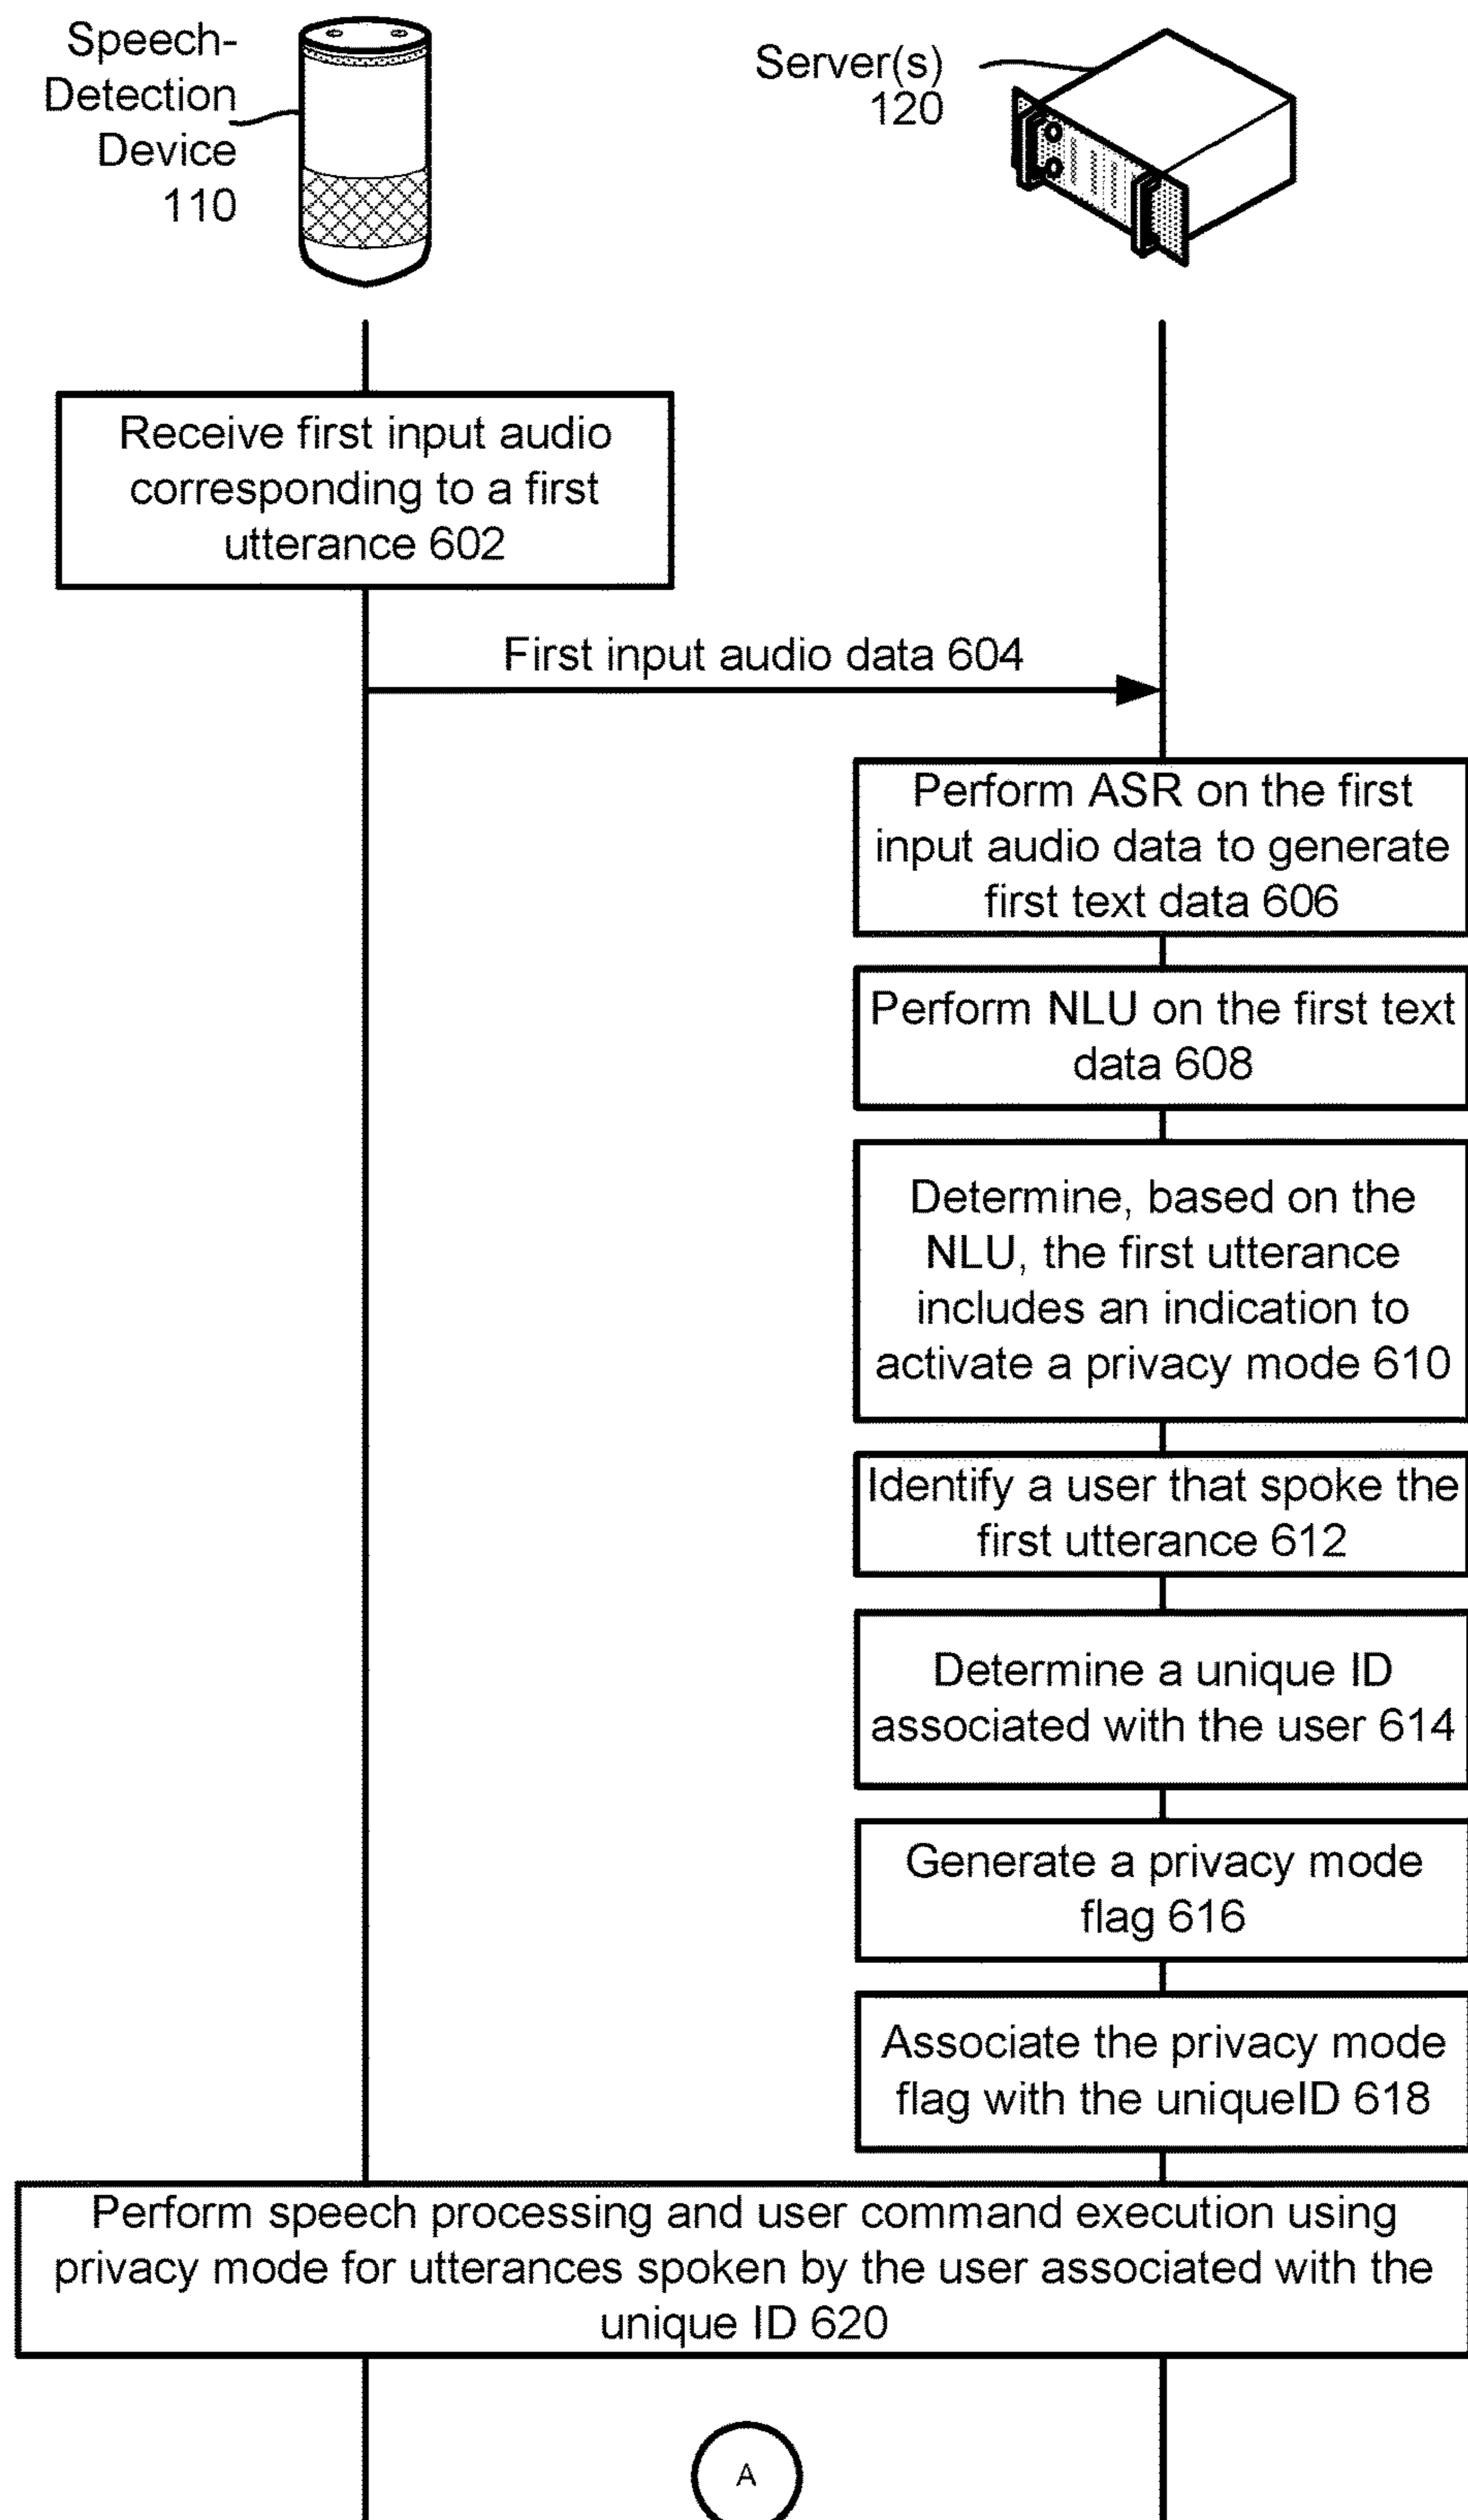 Speech-
Detection
Device
110
Server(s)
120
Receive first input audio
corresponding to a first
utterance 602
First input audio data 604
Perform ASR on the first
input audio data to generate
first text data 606
Perform NLU on the first text
data 608
Determine, based on the
NLU, the first utterance
includes an indication to
activate a privacy mode 610
Identify a user that spoke the
first utterance 612
Determine a unique ID
associated with the user 614
Generate a privacy mode
flag 616
Associate the privacy mode
flag with the uniqueID 618
Perform speech processing and user command execution using
privacy mode for utterances spoken by the user associated with the
unique ID 620
A